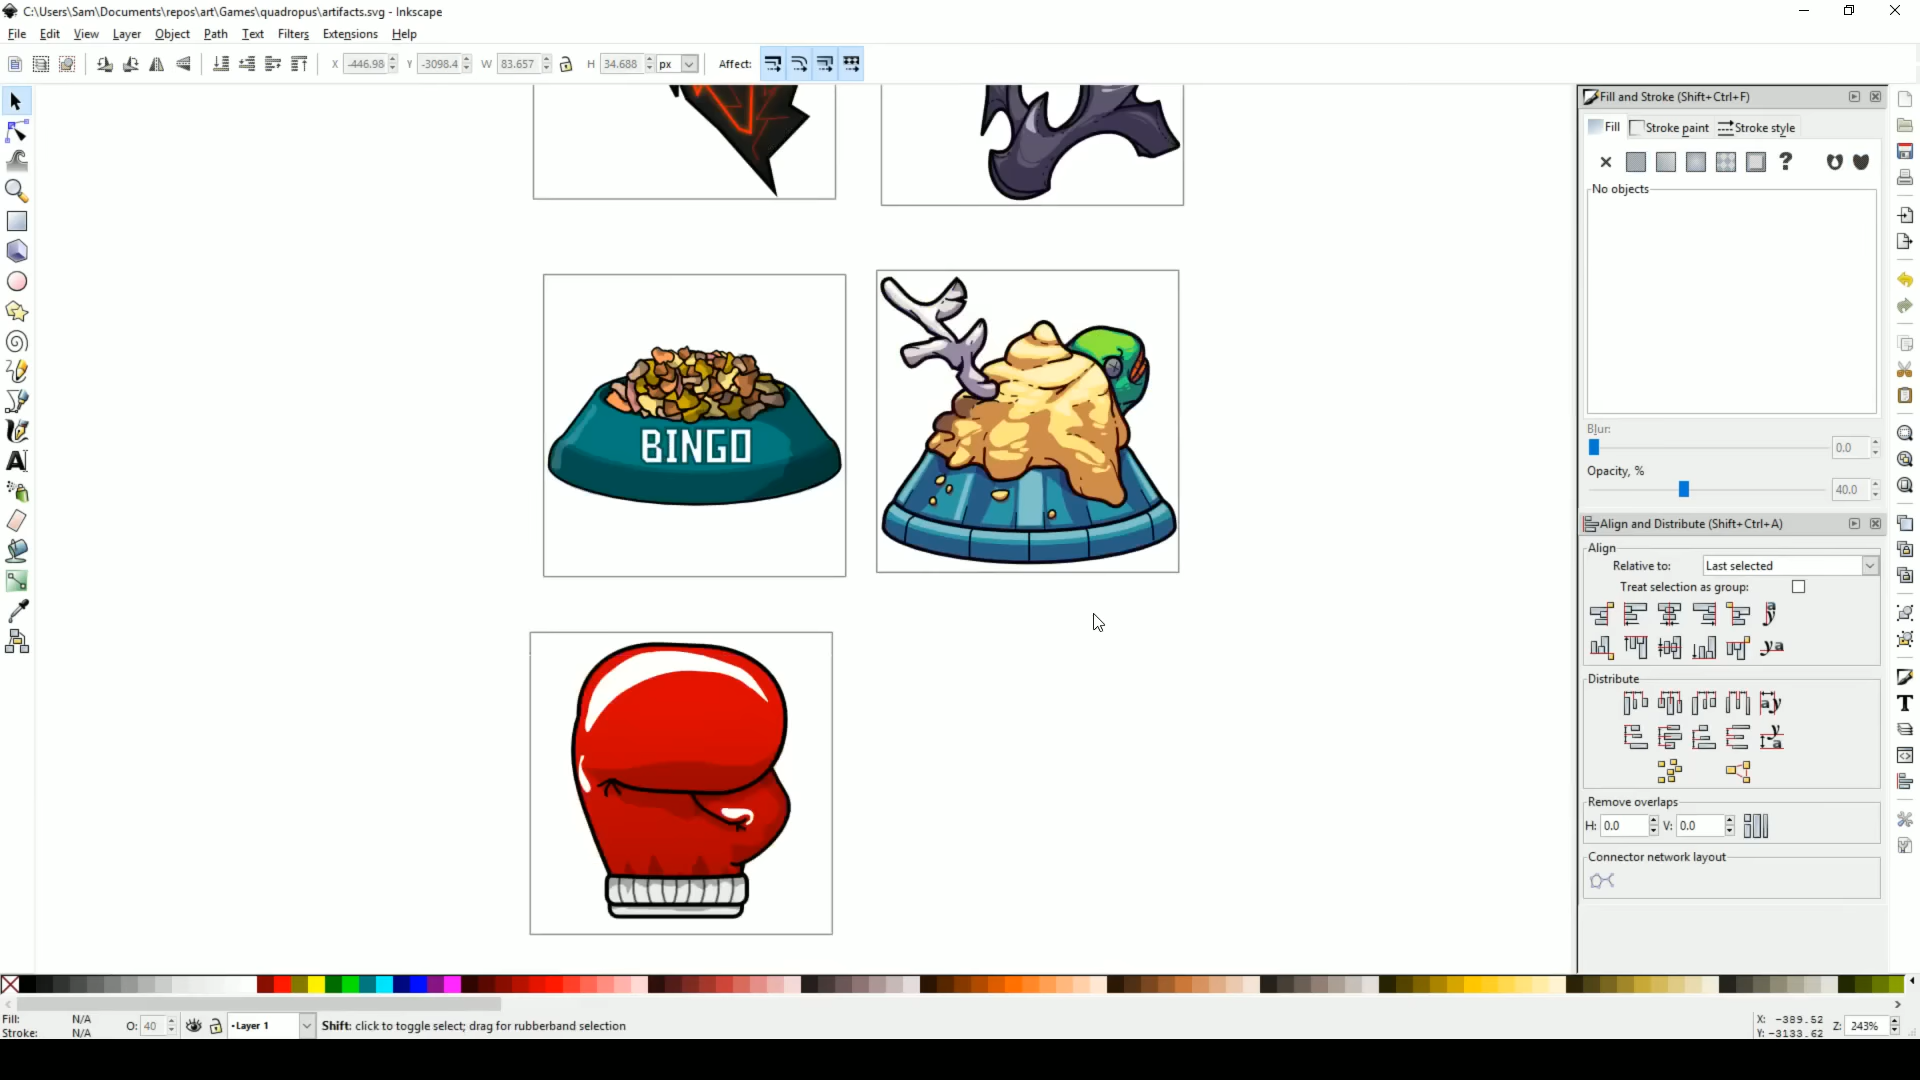 C:\Users\Sam\Documents\repos\art\Games\quadropus\artifacts.svg - Inkscape
File Edit View Layer Object Path Text Filters Extensions Help
X -446.98 Y -3098.4 W 83.657 H 34.688 px Affect:
Fill and Stroke (Shift+Ctrl+F)
Fill Stroke paint Stroke style
?
No objects
Blur:
0.0
Opacity, %
40.0
Align and Distribute (Shift+Ctrl+A)
Align
Relative to: Last selected
Treat selection as group:
Distribute
Remove overlaps
H: 0.0 V: 0.0
Connector network layout
BINGO
Fill: N/A
Stroke: N/A
O: 40
•Layer 1
Shift: click to toggle select; drag for rubberband selection
X: -389.52
Y: -3133.62
Z: 243%